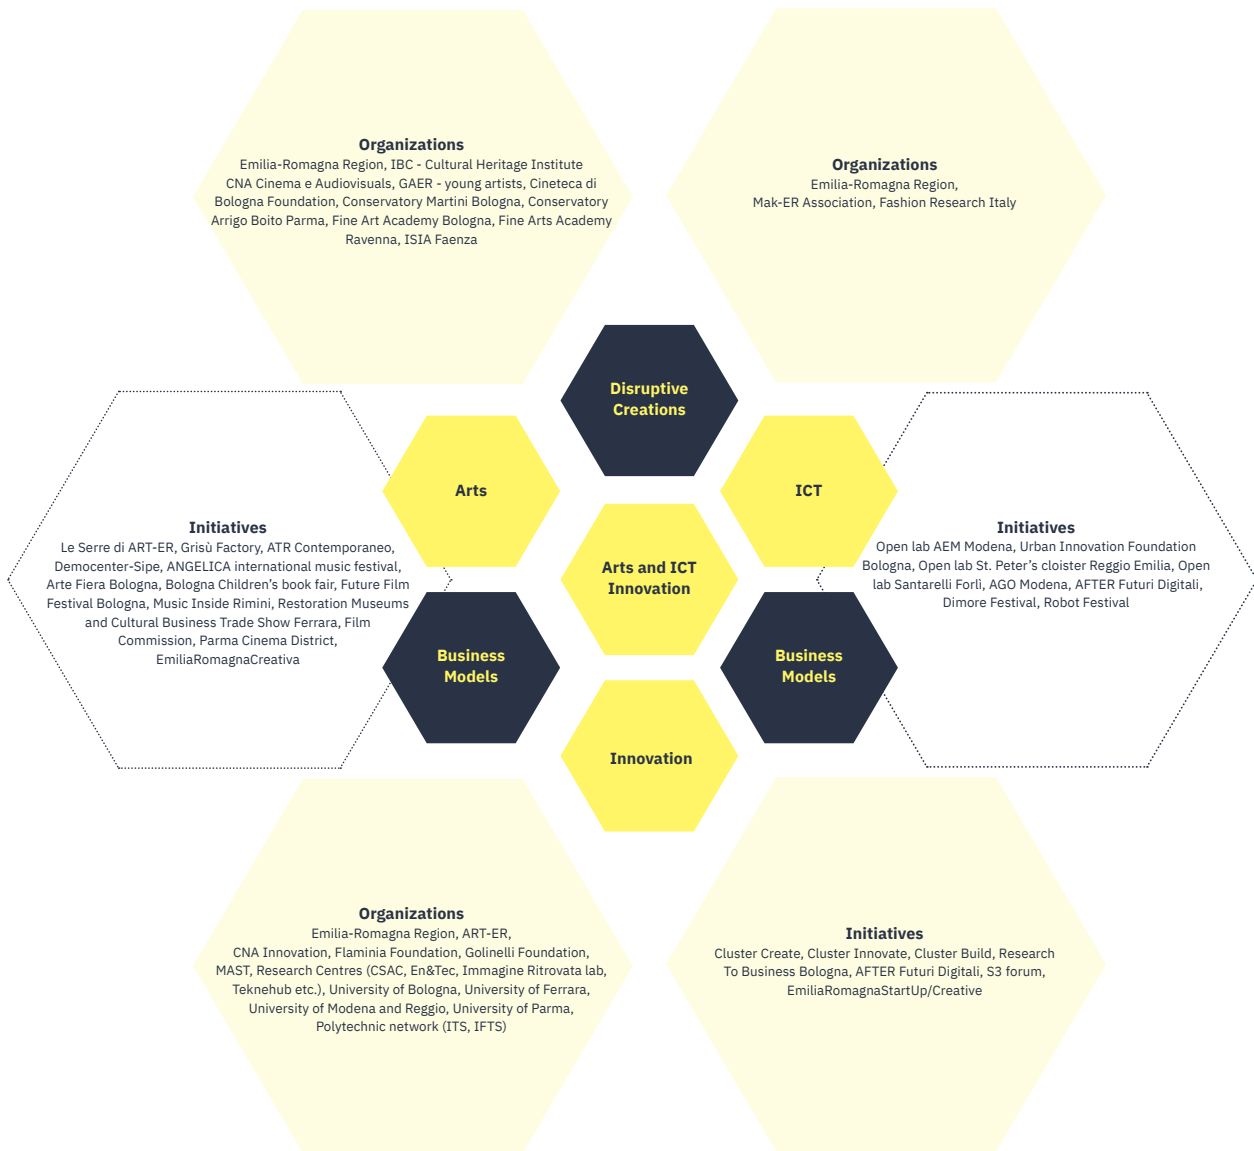 Organizations
Emilia-Romagna Region, IBC - Cultural Heritage Institute
CNA Cinema e Audiovisuals, GAER - young artists, Cineteca di
Bologna Foundation, Conservatory Martini Bologna, Conservatory
Arrigo Boito Parma, Fine Art Academy Bologna, Fine Arts Academy
Ravenna, ISIA Faenza
Organizations
Emilia-Romagna Region,
Mak-ER Association, Fashion Research Italy
Disruptive
Creations
Arts
ICT
Initiatives
Le Serre di ART-ER, Grisù Factory, ATR Contemporaneo,
Democenter-Sipe, ANGELICA international music festival,
Arte Fiera Bologna, Bologna Children’s book fair, Future Film
Festival Bologna, Music Inside Rimini, Restoration Museums
and Cultural Business Trade Show Ferrara, Film
Commission, Parma Cinema District,
EmiliaRomagnaCreativa
Arts and ICT
Innovation
Initiatives
Open lab AEM Modena, Urban Innovation Foundation
Bologna, Open lab St. Peter’s cloister Reggio Emilia, Open
lab Santarelli Forlì, AGO Modena, AFTER Futuri Digitali,
Dimore Festival, Robot Festival
Business
Models
Business
Models
Innovation
Organizations
Emilia-Romagna Region, ART-ER,
CNA Innovation, Flaminia Foundation, Golinelli Foundation,
MAST, Research Centres (CSAC, En&Tec, Immagine Ritrovata lab,
Teknehub etc.), University of Bologna, University of Ferrara,
University of Modena and Reggio, University of Parma,
Polytechnic network (ITS, IFTS)
Initiatives
Cluster Create, Cluster Innovate, Cluster Build, Research
To Business Bologna, AFTER Futuri Digitali, S3 forum,
EmiliaRomagnaStartUp/Creative